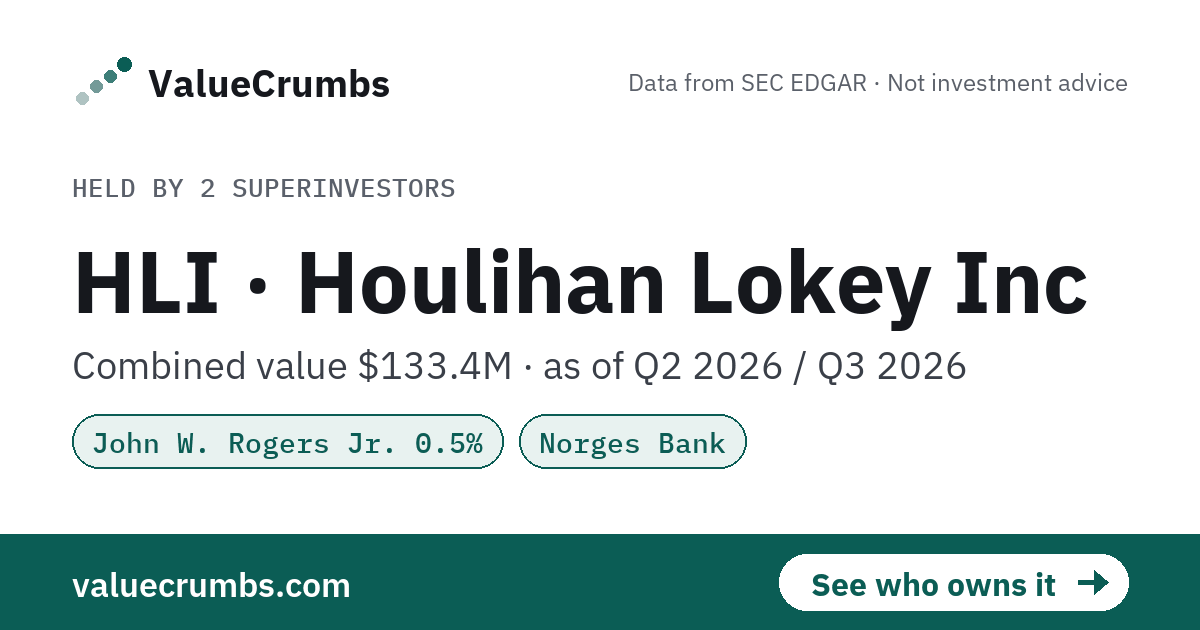 ValueCrumbs
Data from SEC EDGAR · Not investment advice
HELD BY 2 SUPERINVESTORS
HLI · Houlihan Lokey Inc
Combined value $133.4M · as of Q2 2026 / Q3 2026
John W. Rogers Jr. 0.5%
Norges Bank
valuecrumbs.com
See who owns it →